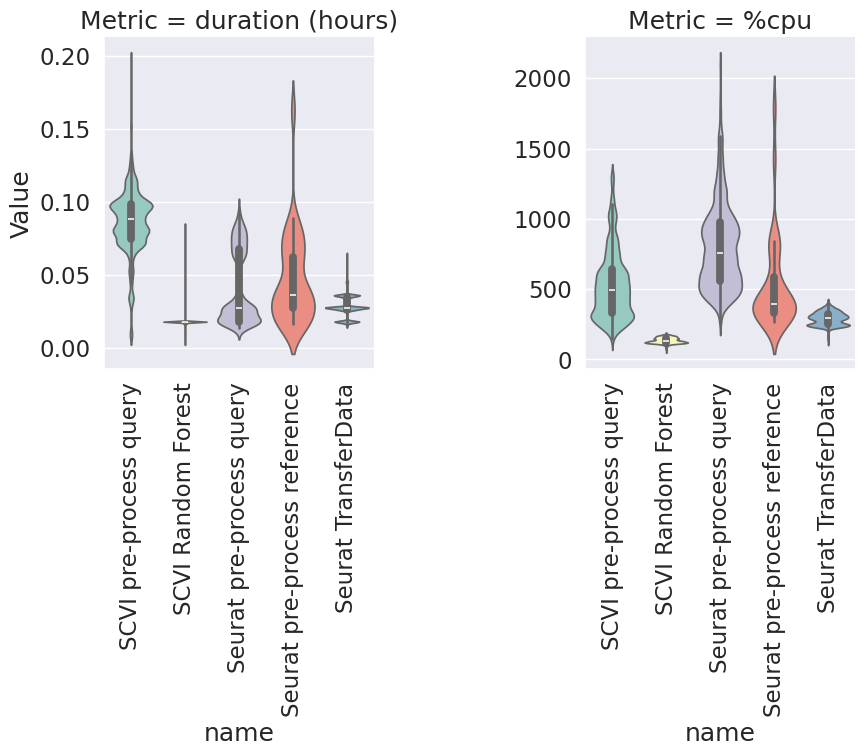 Metric = duration (hours)
Value
0.20
0.15
0.10
0.05
0.00
SCVI pre-process query
SCVI Random Forest
Seurat pre-process query
Seurat pre-process reference
Seurat TransferData
name
Metric = %cpu
2000
1500
1000
500
0
SCVI pre-process query
SCVI Random Forest
Seurat pre-process query
Seurat pre-process reference
Seurat TransferData
name